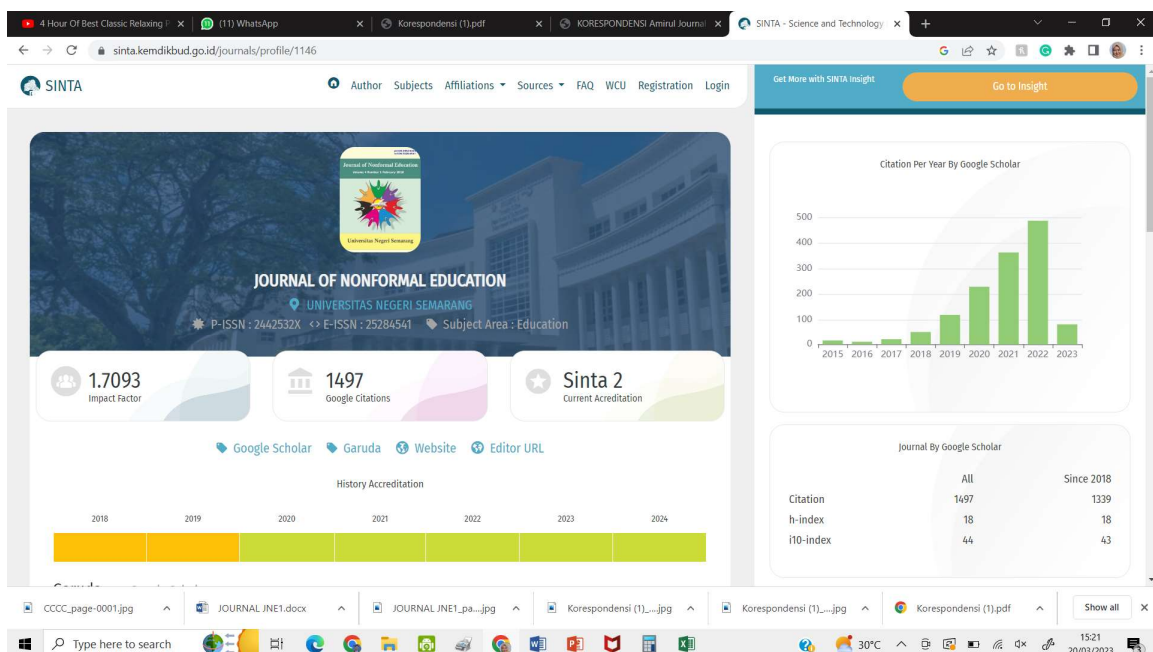 4 Hour Of Best Classic Relaxing P
(11) WhatsApp
Korespondensi (1).pdf
KORESPONDENSI Amirul Journal
SINTA - Science and Technology
sinta.kemdikbud.go.id/journals/profile/1146
SINTA
Author Subjects Affiliations Sources FAQ WCU Registration Login
Get More with SINTA Insight
Go to Insight
Journal of Nonformal Education
Universitas Negeri Semarang
JOURNAL OF NONFORMAL EDUCATION
UNIVERSITAS NEGERI SEMARANG
P-ISSN : 2442532X <> E-ISSN : 25284541 Subject Area : Education
1.7093
Impact Factor
1497
Google Citations
Sinta 2
Current Acreditation
Google Scholar Garuda Website Editor URL
History Accreditation
2018 2019 2020 2021 2022 2023 2024
Citation Per Year By Google Scholar
500
400
300
200
100
0
2015 2016 2017 2018 2019 2020 2021 2022 2023
Journal By Google Scholar
All Since 2018
Citation 1497 1339
h-index 18 18
i10-index 44 43
CCCC_page-0001.jpg
JOURNAL JNE1.docx
JOURNAL JNE1_pa....jpg
Korespondensi (1)_....jpg
Korespondensi (1)_....jpg
Korespondensi (1).pdf
Show all
Type here to search
30°C
15:21
20/03/2023